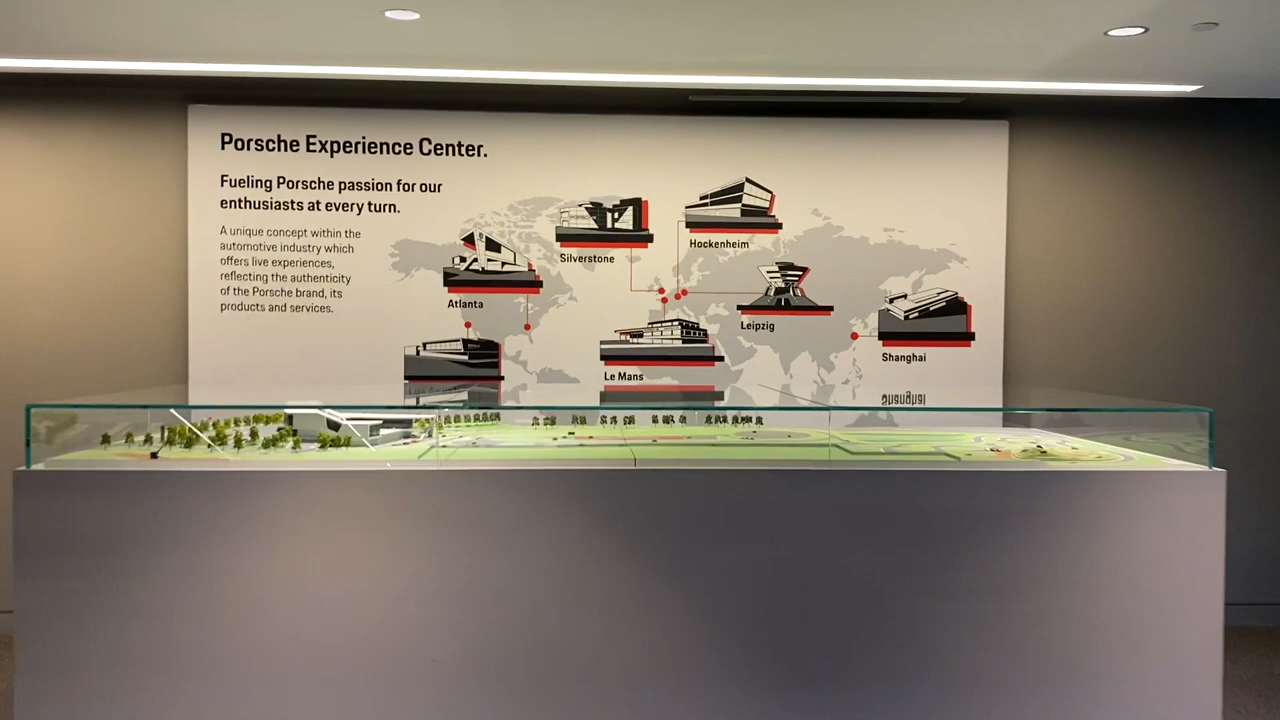 Porsche Experience Center.
Fueling Porsche passion for our
enthusiasts at every turn.
A unique concept within the
automotive industry which
offers live experiences,
reflecting the authenticity
of the Porsche brand, its
products and services.
Silverstone
Hockenheim
Atlanta
Leipzig
Shanghai
Le Mans